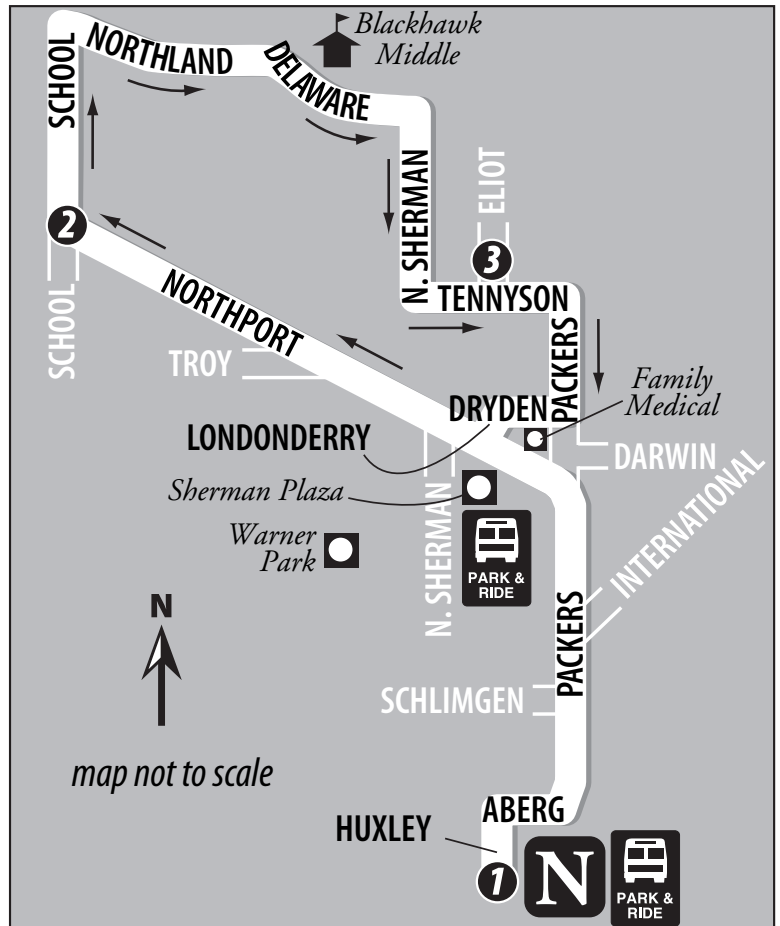 Blackhawk
Middle
NORTHLAND
DELAWARE
SCHOOL
N. SHERMAN
ELIOT
2
3
TENNYSON
SCHOOL
NORTHPORT
TROY
PACKERS
Family
Medical
DRYDEN
LONDONDERRY
DARWIN
Sherman Plaza
N. SHERMAN
INTERNATIONAL
Warner
Park
PARK &
RIDE
N
PACKERS
SCHLIMGEN
map not to scale
ABERG
HUXLEY
1
N
PARK &
RIDE